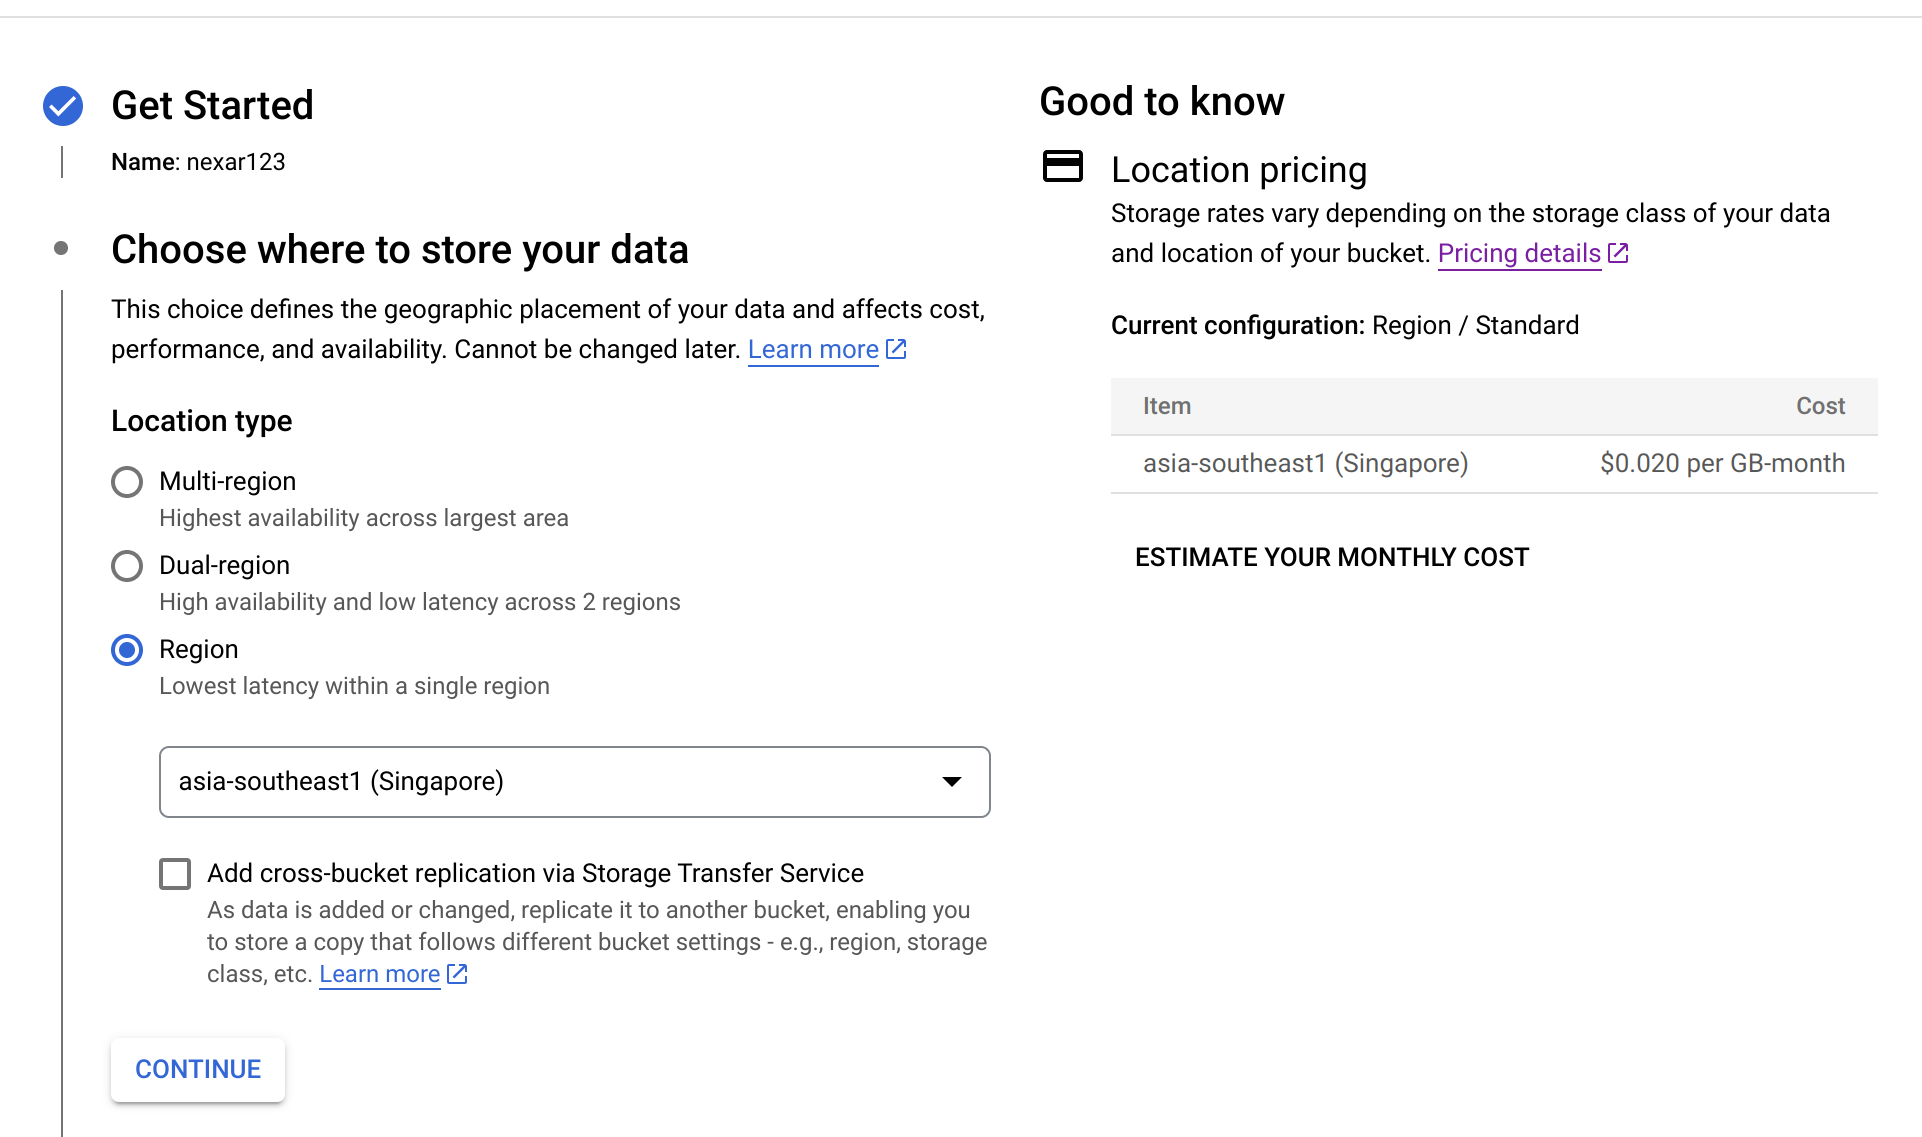 Get Started
Name: nexar123
Choose where to store your data
This choice defines the geographic placement of your data and affects cost,
performance, and availability. Cannot be changed later. Learn more
Location type
Multi-region
Highest availability across largest area
Dual-region
High availability and low latency across 2 regions
Region
Lowest latency within a single region
asia-southeast1 (Singapore)
Add cross-bucket replication via Storage Transfer Service
As data is added or changed, replicate it to another bucket, enabling you
to store a copy that follows different bucket settings - e.g., region, storage
class, etc. Learn more
CONTINUE
Good to know
Location pricing
Storage rates vary depending on the storage class of your data
and location of your bucket. Pricing details
Current configuration: Region / Standard
Item Cost
asia-southeast1 (Singapore) $0.020 per GB-month
ESTIMATE YOUR MONTHLY COST